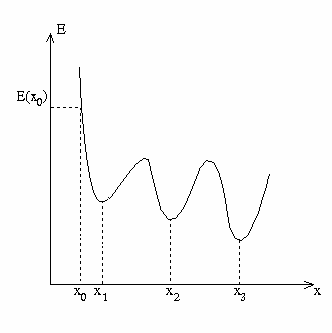 E
E(x₀)
x₀ x₁ x₂ x₃ x